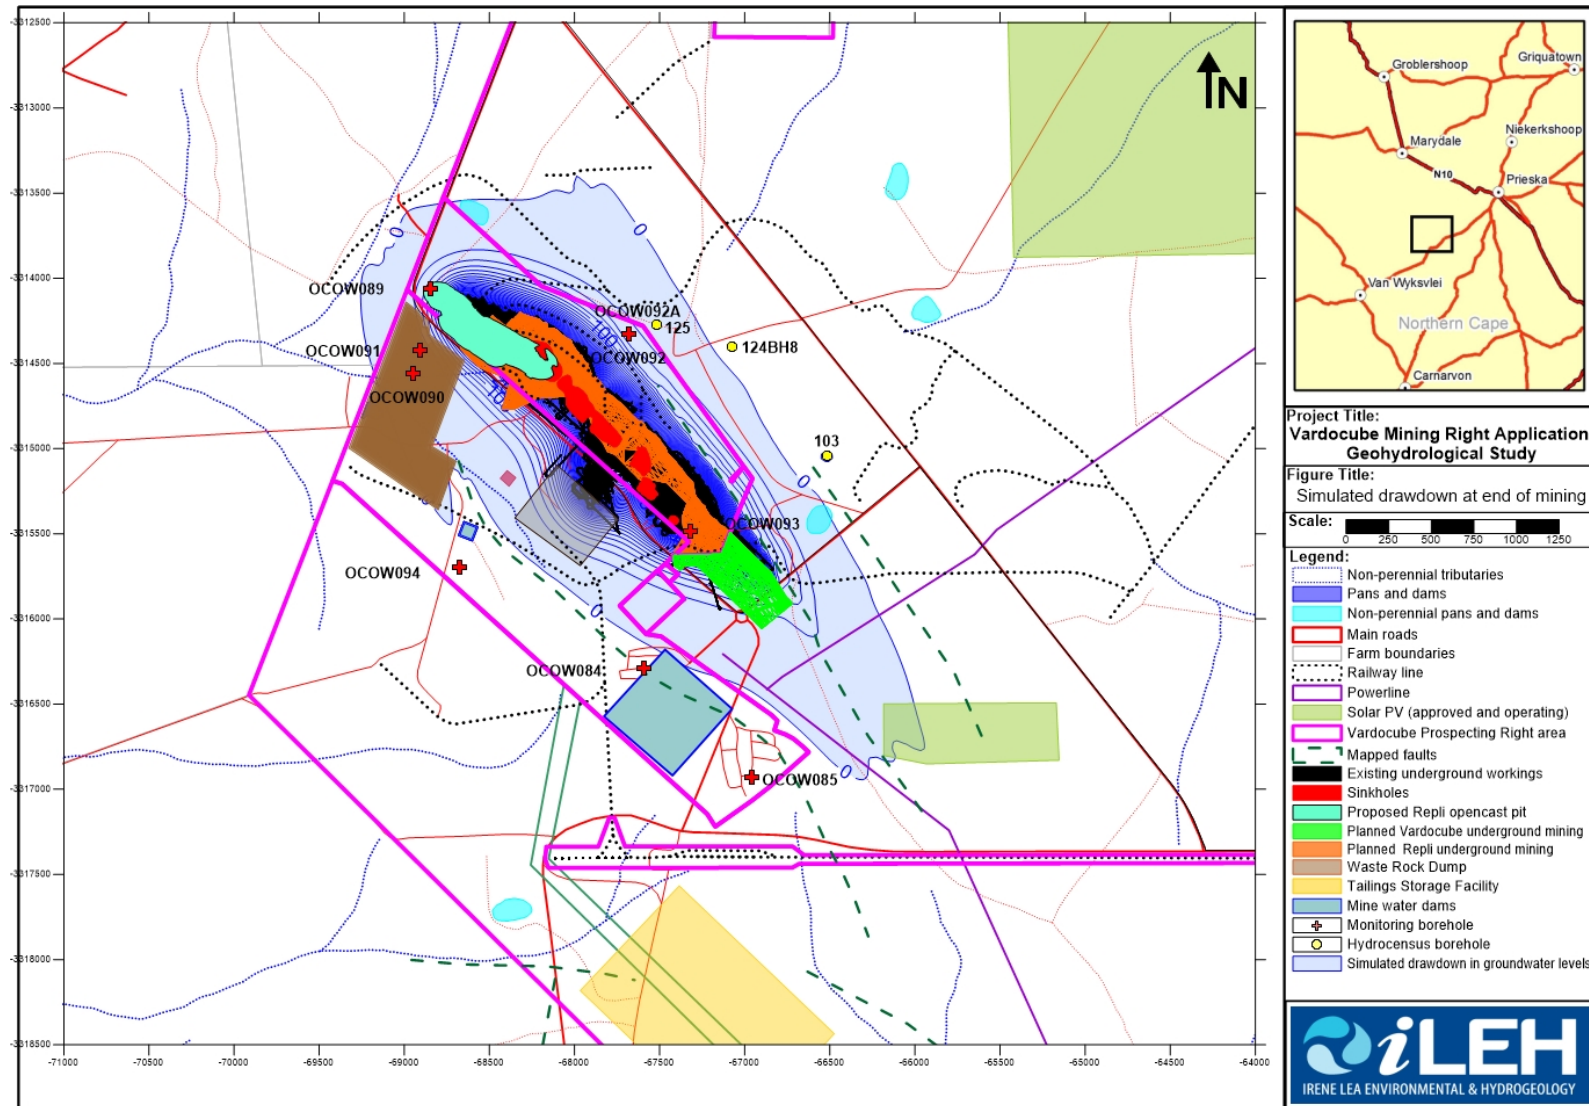 -3312500
-3313000
-3313500
-3314000
-3314500
-3315000
-3315500
-3316000
-3316500
-3317000
-3317500
-3318000
-3318500
-71000
-70500
-70000
-69500
-69000
-68500
-68000
-67500
-67000
-66500
-66000
-65500
-65000
-64500
-64000
N
0
0
OCOW089
OCOW092A
125
100
124BH8
OCOW091
OCOW092
10
OCOW090
103
0
OCOW093
OCOW094
0
OCOW084
0
OCOW085
Groblershoop
Griquatown
Marydale
Niekerkshoop
N10
Prieska
Van Wyksvlei
Northern Cape
Carnarvon
Project Title:
Vardocube Mining Right Application
Geohydrological Study
Figure Title:
Simulated drawdown at end of mining
Scale:
0 250 500 750 1000 1250
Legend:
Non-perennial tributaries
Pans and dams
Non-perennial pans and dams
Main roads
Farm boundaries
Railway line
Powerline
Solar PV (approved and operating)
Vardocube Prospecting Right area
Mapped faults
Existing underground workings
Sinkholes
Proposed Repli opencast pit
Planned Vardocube underground mining
Planned Repli underground mining
Waste Rock Dump
Tailings Storage Facility
Mine water dams
Monitoring borehole
Hydrocensus borehole
Simulated drawdown in groundwater levels
iLEH
IRENE LEA ENVIRONMENTAL & HYDROGEOLOGY